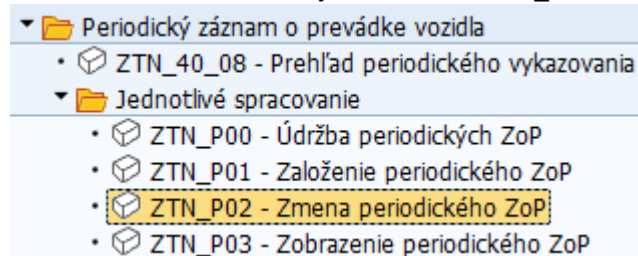 Periodický záznam o prevádke vozidla
ZTN_40_08 - Prehľad periodického vykazovania
Jednotlivé spracovanie
ZTN_P00 - Údržba periodických ZoP
ZTN_P01 - Založenie periodického ZoP
ZTN_P02 - Zmena periodického ZoP
ZTN_P03 - Zobrazenie periodického ZoP